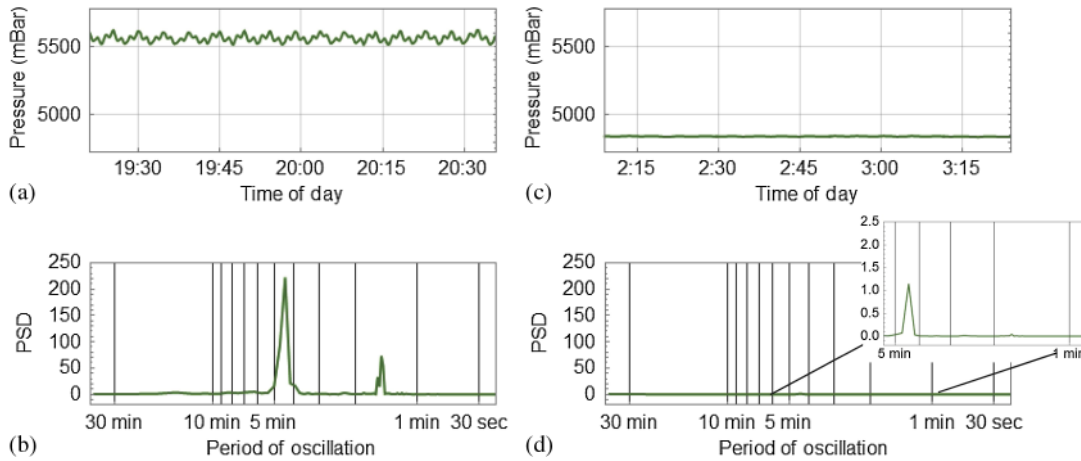 Pressure (mBar)
5500
5000
19:30 19:45 20:00 20:15 20:30
(a) Time of day
Pressure (mBar)
5500
5000
2:15 2:30 2:45 3:00 3:15
(c) Time of day
PSD
250
200
150
100
50
0
30 min 10 min 5 min 1 min 30 sec
(b) Period of oscillation
PSD
250
200
150
100
50
0
30 min 10 min 5 min 1 min 30 sec
(d) Period of oscillation
2.5
2.0
1.5
1.0
0.5
0.0
5 min 1 min